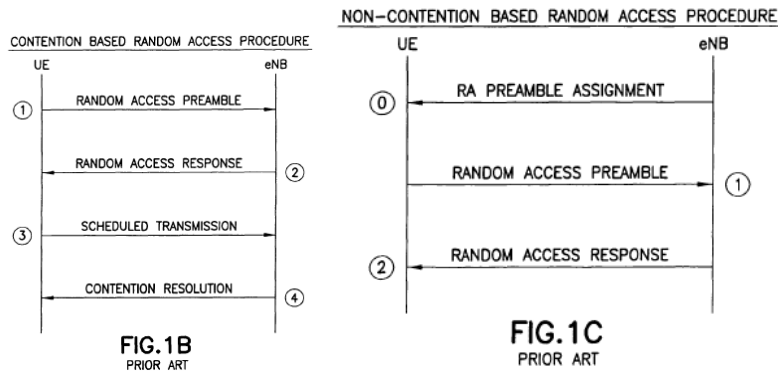 CONTENTION BASED RANDOM ACCESS PROCEDURE
UE
eNB
1
RANDOM ACCESS PREAMBLE
RANDOM ACCESS RESPONSE
2
3
SCHEDULED TRANSMISSION
CONTENTION RESOLUTION
4
FIG.1B
PRIOR ART
NON-CONTENTION BASED RANDOM ACCESS PROCEDURE
UE
eNB
0
RA PREAMBLE ASSIGNMENT
RANDOM ACCESS PREAMBLE
1
2
RANDOM ACCESS RESPONSE
FIG.1C
PRIOR ART